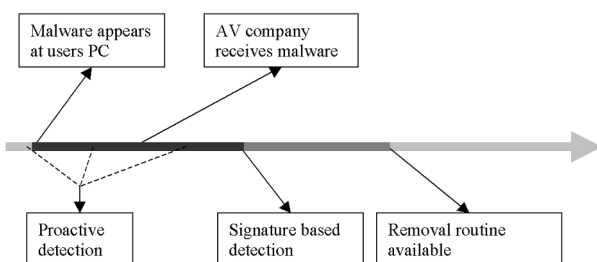 Malware appears
at users PC
AV company
receives malware
Proactive
detection
Signature based
detection
Removal routine
available